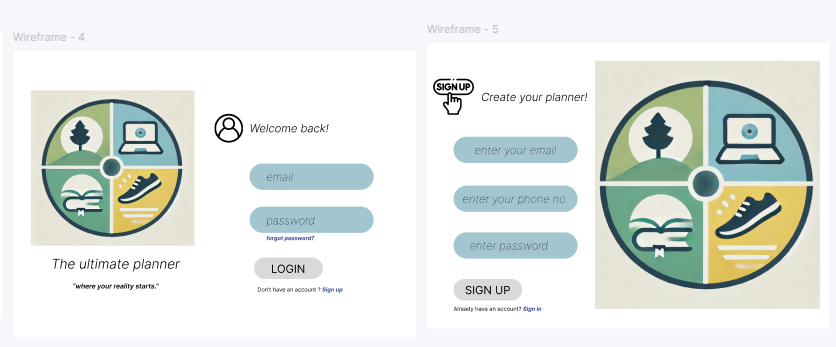 Wireframe - 4
Welcome back!
email
password
forgot password?
LOGIN
Don't have an account ? Sign up
The ultimate planner
"where your reality starts."
Wireframe - 5
SIGN UP
Create your planner!
enter your email
enter your phone no.
enter password
SIGN UP
Already have an account? Sign in